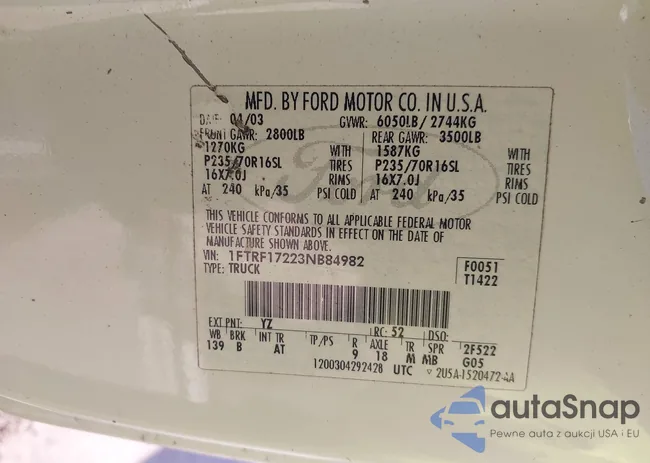 MFD. BY FORD MOTOR CO. IN U.S.A.
DATE: 04/03 GVWR: 6050LB/ 2744KG
FRONT GAWR: 2800LB REAR GAWR: 3500LB
1270KG WITH 1587KG WITH
P235/70R16SL TIRES P235/70R16SL TIRES
16X7.0J RIMS 16X7.0J RIMS
AT 240 kPa/35 PSI COLD AT 240 kPa/35 PSI COLD
THIS VEHICLE CONFORMS TO ALL APPLICABLE FEDERAL MOTOR
VEHICLE SAFETY STANDARDS IN EFFECT ON THE DATE OF
MANUFACTURE SHOWN ABOVE.
VIN: 1FTRF17223NB84982 F0051
TYPE: TRUCK T1422
EXT PNT: YZ RC: 52 DSO:
WB BRK INT TR TP/PS R AXLE TR SPR 2F522
139 B AT 9 18 M MB G05
1200304292428 UTC ▽ 2U5A-1520472-AA
Ford
autaSnap
Pewne auta z aukcji USA i EU